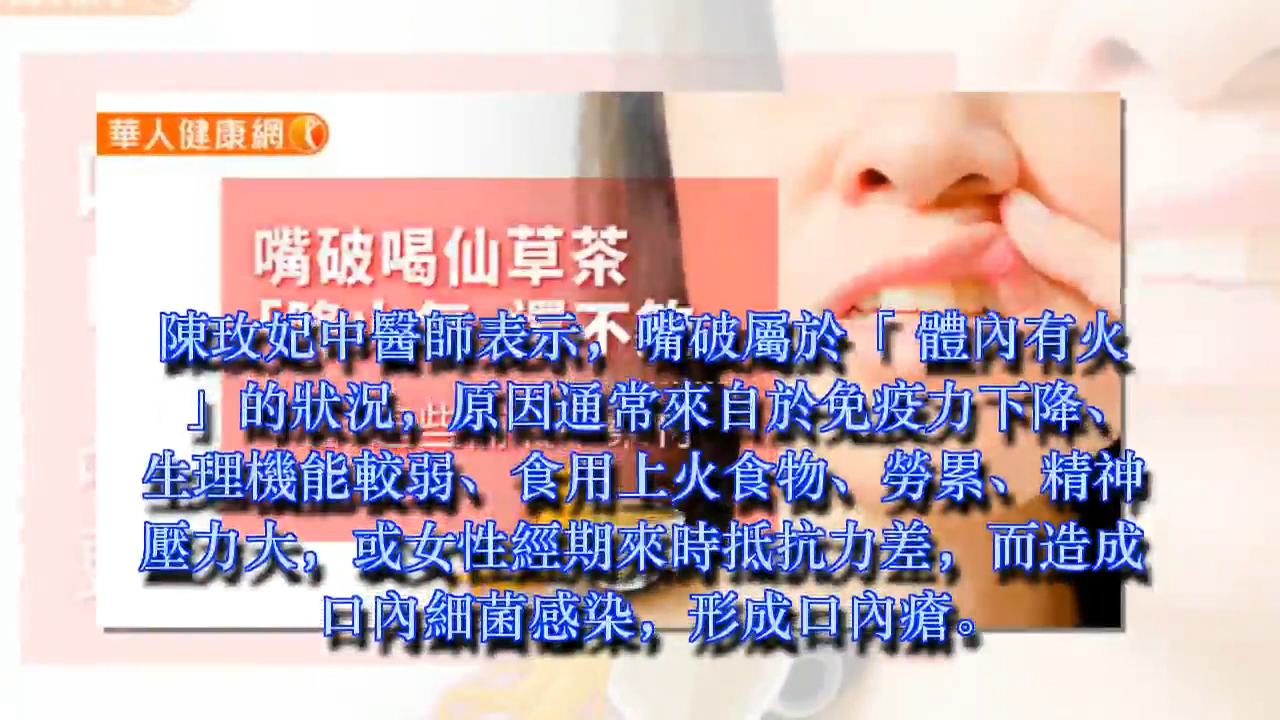 華人健康網
嘴破喝仙草茶
陳玫妃中醫師表示，嘴破屬於「 體內有火
」的狀況，原因通常來自於免疫力下降、
生理機能較弱、食用上火食物、勞累、精神
壓力大，或女性經期來時抵抗力差，而造成
口內細菌感染，形成口內瘡。